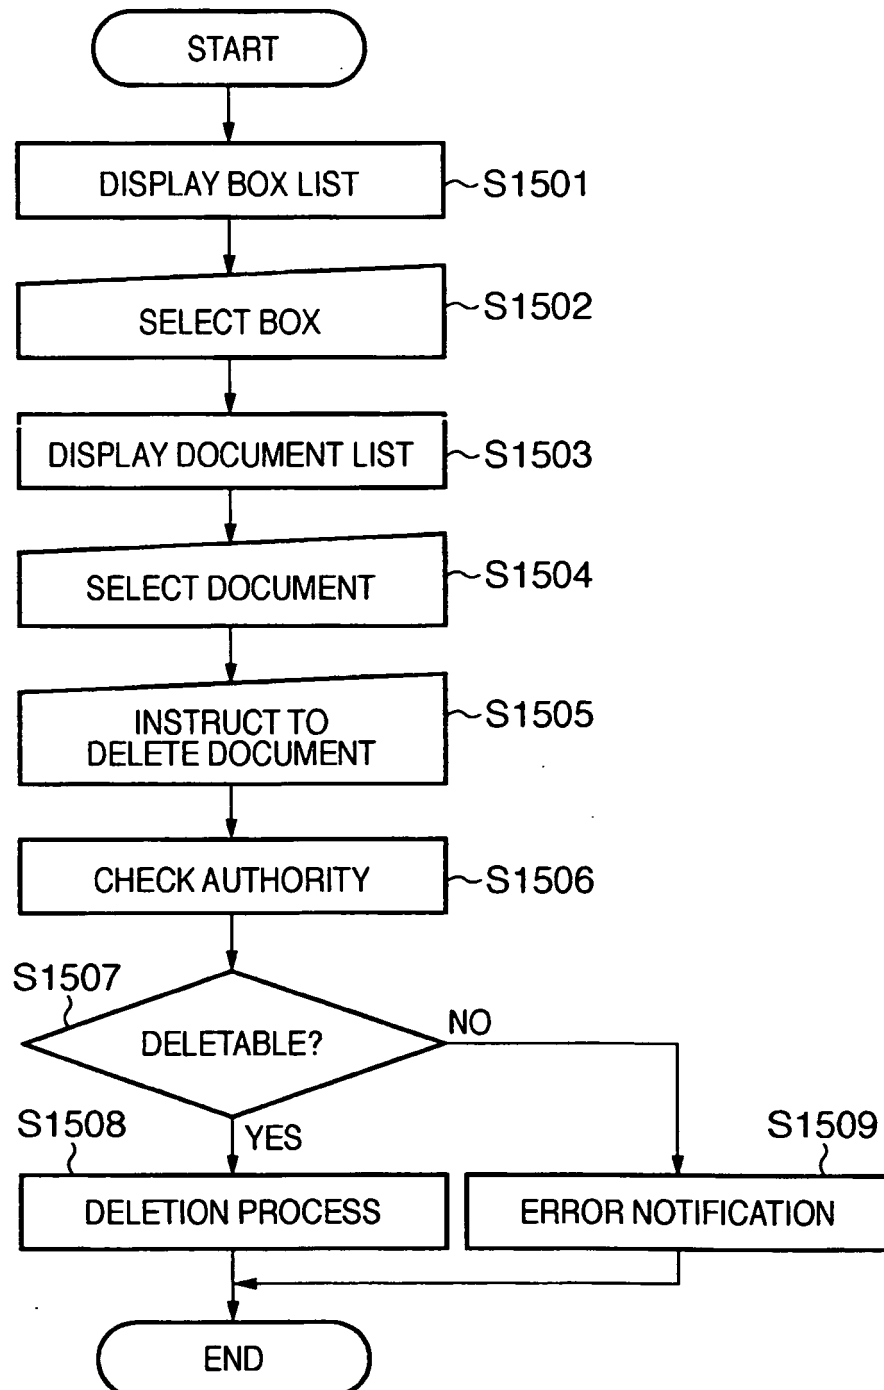 START
DISPLAY BOX LIST
S1501
SELECT BOX
S1502
DISPLAY DOCUMENT LIST
S1503
SELECT DOCUMENT
S1504
INSTRUCT TO
DELETE DOCUMENT
S1505
CHECK AUTHORITY
S1506
S1507
DELETABLE?
NO
YES
S1508
DELETION PROCESS
S1509
ERROR NOTIFICATION
END